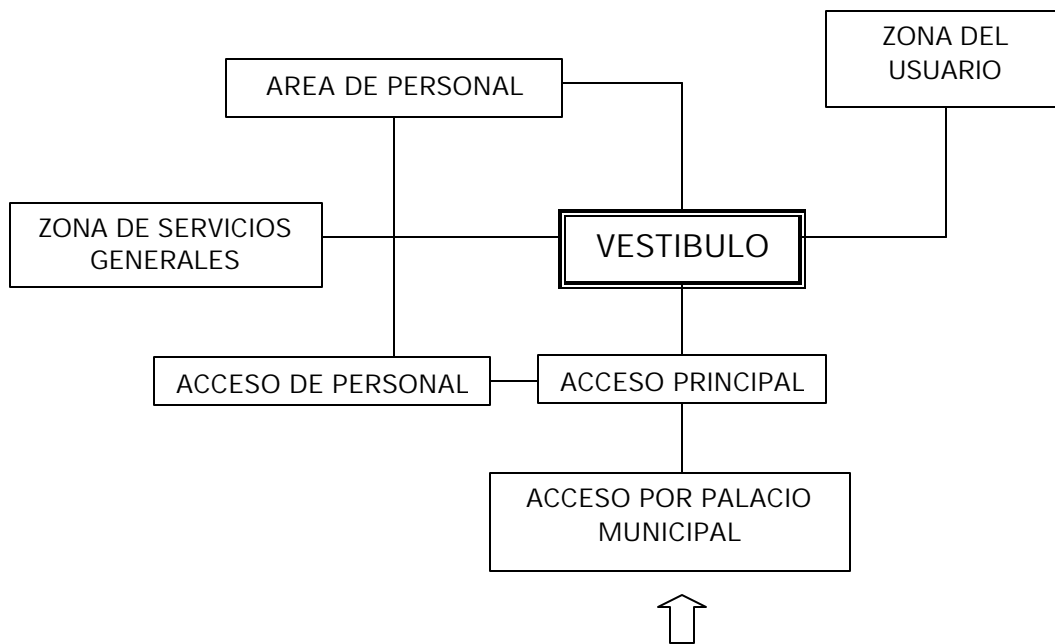 ZONA DEL
USUARIO
AREA DE PERSONAL
ZONA DE SERVICIOS
GENERALES
VESTIBULO
ACCESO DE PERSONAL
ACCESO PRINCIPAL
ACCESO POR PALACIO
MUNICIPAL